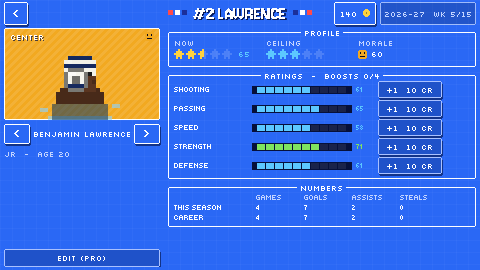 #2 LAWRENCE
140
2026-27 WK 5/15
CENTER
BENJAMIN LAWRENCE
JR - AGE 20
EDIT (PRO)
PROFILE
NOW CEILING MORALE
65 60
RATINGS - BOOSTS 0/4
SHOOTING 61 +1 10 CR
PASSING 65 +1 10 CR
SPEED 58 +1 10 CR
STRENGTH 71 +1 10 CR
DEFENSE 61 +1 10 CR
NUMBERS
GAMES GOALS ASSISTS STEALS
THIS SEASON 4 7 2 0
CAREER 4 7 2 0